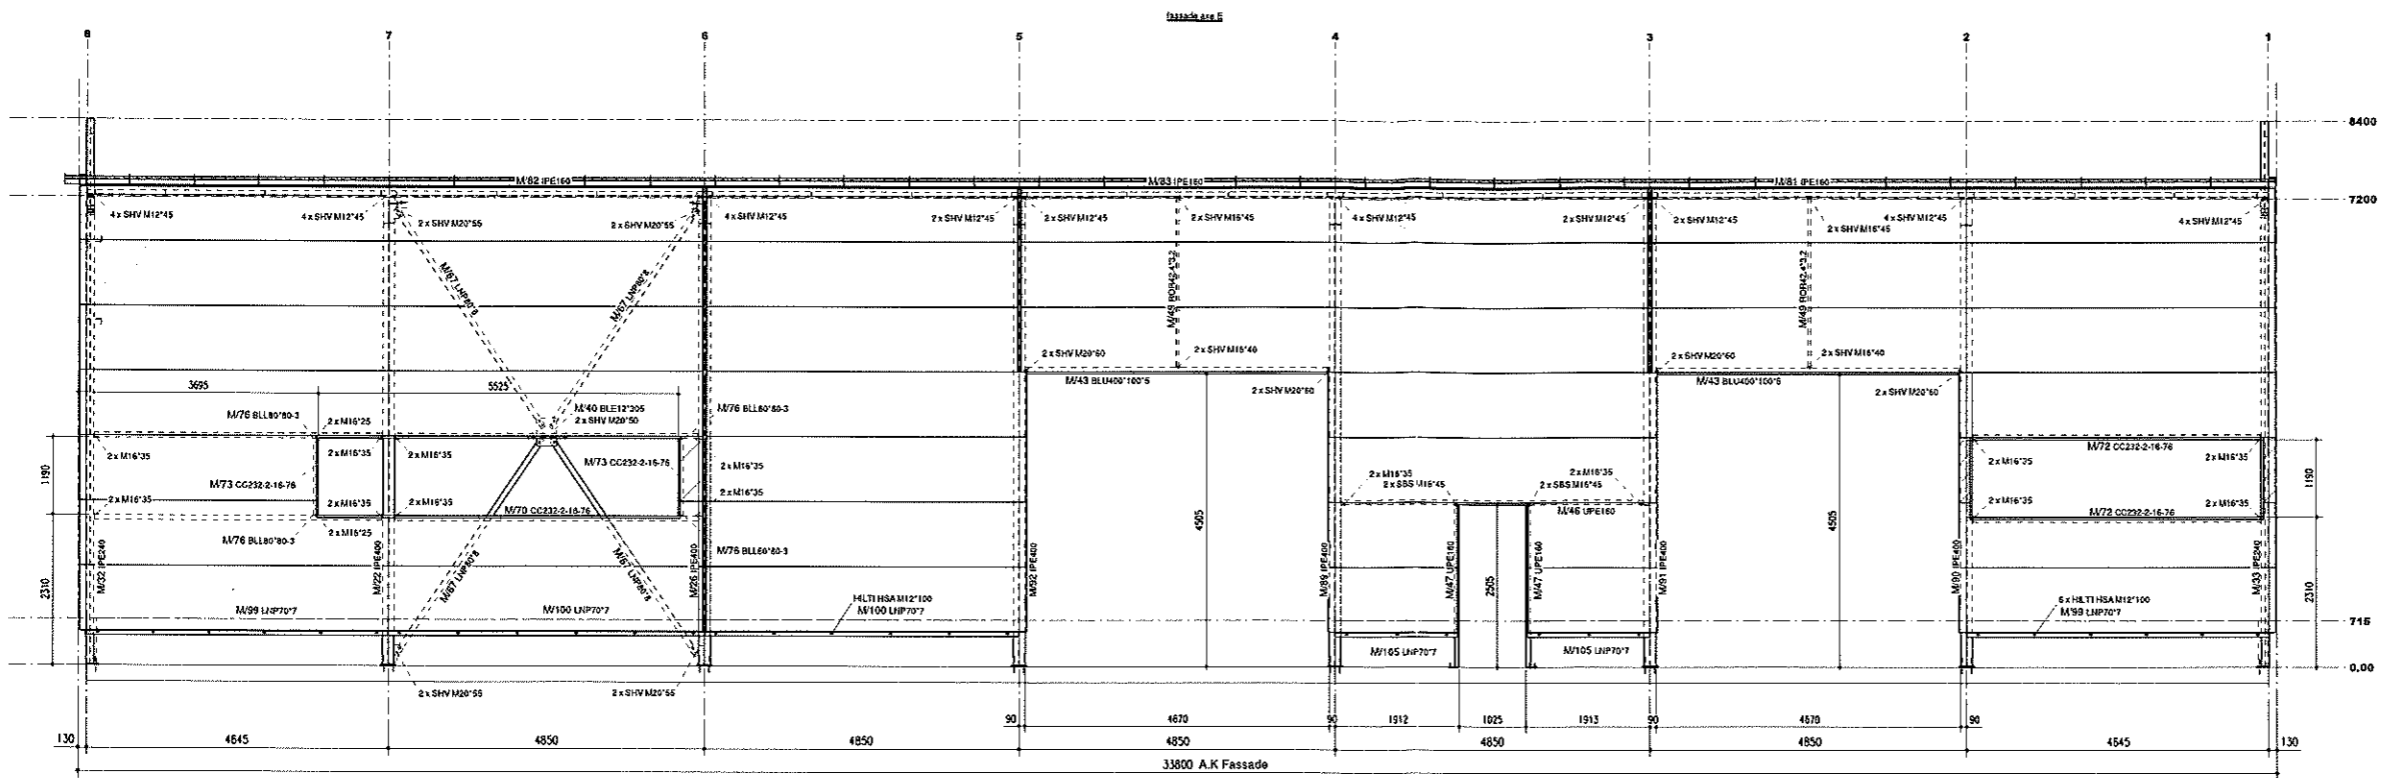 fassade axe E
8 7 6 5 4 3 2 1
8400
M/82 IPE160 M/83 IPE160 M/81 IPE160
7200
4 x SHV M12*45 4 x SHV M12*45 4 x SHV M12*45 2 x SHV M12*45 2 x SHV M12*45 2 x SHV M16*45 4 x SHV M12*45 2 x SHV M12*45 2 x SHV M12*45 4 x SHV M12*45 4 x SHV M12*45
2 x SHV M20*55 2 x SHV M20*55 2 x SHV M16*45
M/67 LNP80*8 M/67 LNP80*8 M/49 ROR42.4*3.2 M/49 ROR42.4*3.2
2 x SHV M20*60 2 x SHV M16*40 2 x SHV M20*60 2 x SHV M16*40
3695 5525 M/43 BLU400*100*5 2 x SHV M20*60 M/43 BLU400*100*6 2 x SHV M20*60
M/76 BLL80*80-3 2 x M16*25 M/40 BLE12*205 M/76 BLL80*80-3
2 x SHV M20*50
2 x M16*35 2 x M16*35 2 x M16*35 M/73 CC232-2-16-76 2 x M16*35 M/72 CC232-2-16-76
2 x M16*35 2 x M16*35
1190 M/73 CC232-2-16-76 2 x M16*35 2 x M16*35 1190
2 x SBS M16*45 2 x SBS M16*45
2 x M16*35 2 x M16*35 2 x M16*35 2 x M16*35 2 x M16*35 2 x M16*35
M/70 CC232-2-16-76 M/46 UPE160 M/72 CC232-2-16-76
4505 4505
M/76 BLL80*80-3 2 x M16*25 M/76 BLL80*80-3
M/32 IPE240 M/22 IPE400 M/67 LNP80*8 M/67 LNP80*8 M/26 IPE400 M/92 IPE400 M/89 IPE400 M/47 UPE160 2505 M/47 UPE160 M/91 IPE400 M/90 IPE400 M/33 IPE240
2310 2310
HILTI HSA M12*100 6 x HILTI HSA M12*100
M/99 LNP70*7 M/100 LNP70*7 M/100 LNP70*7 M/99 LNP70*7
715
M/105 LNP70*7 M/105 LNP70*7
0,00
2 x SHV M20*55 2 x SHV M20*55
90 4670 90 1912 1025 1913 90 4670 90
130 4645 4850 4850 4850 4850 4850 4645 130
33800 A.K Fassade